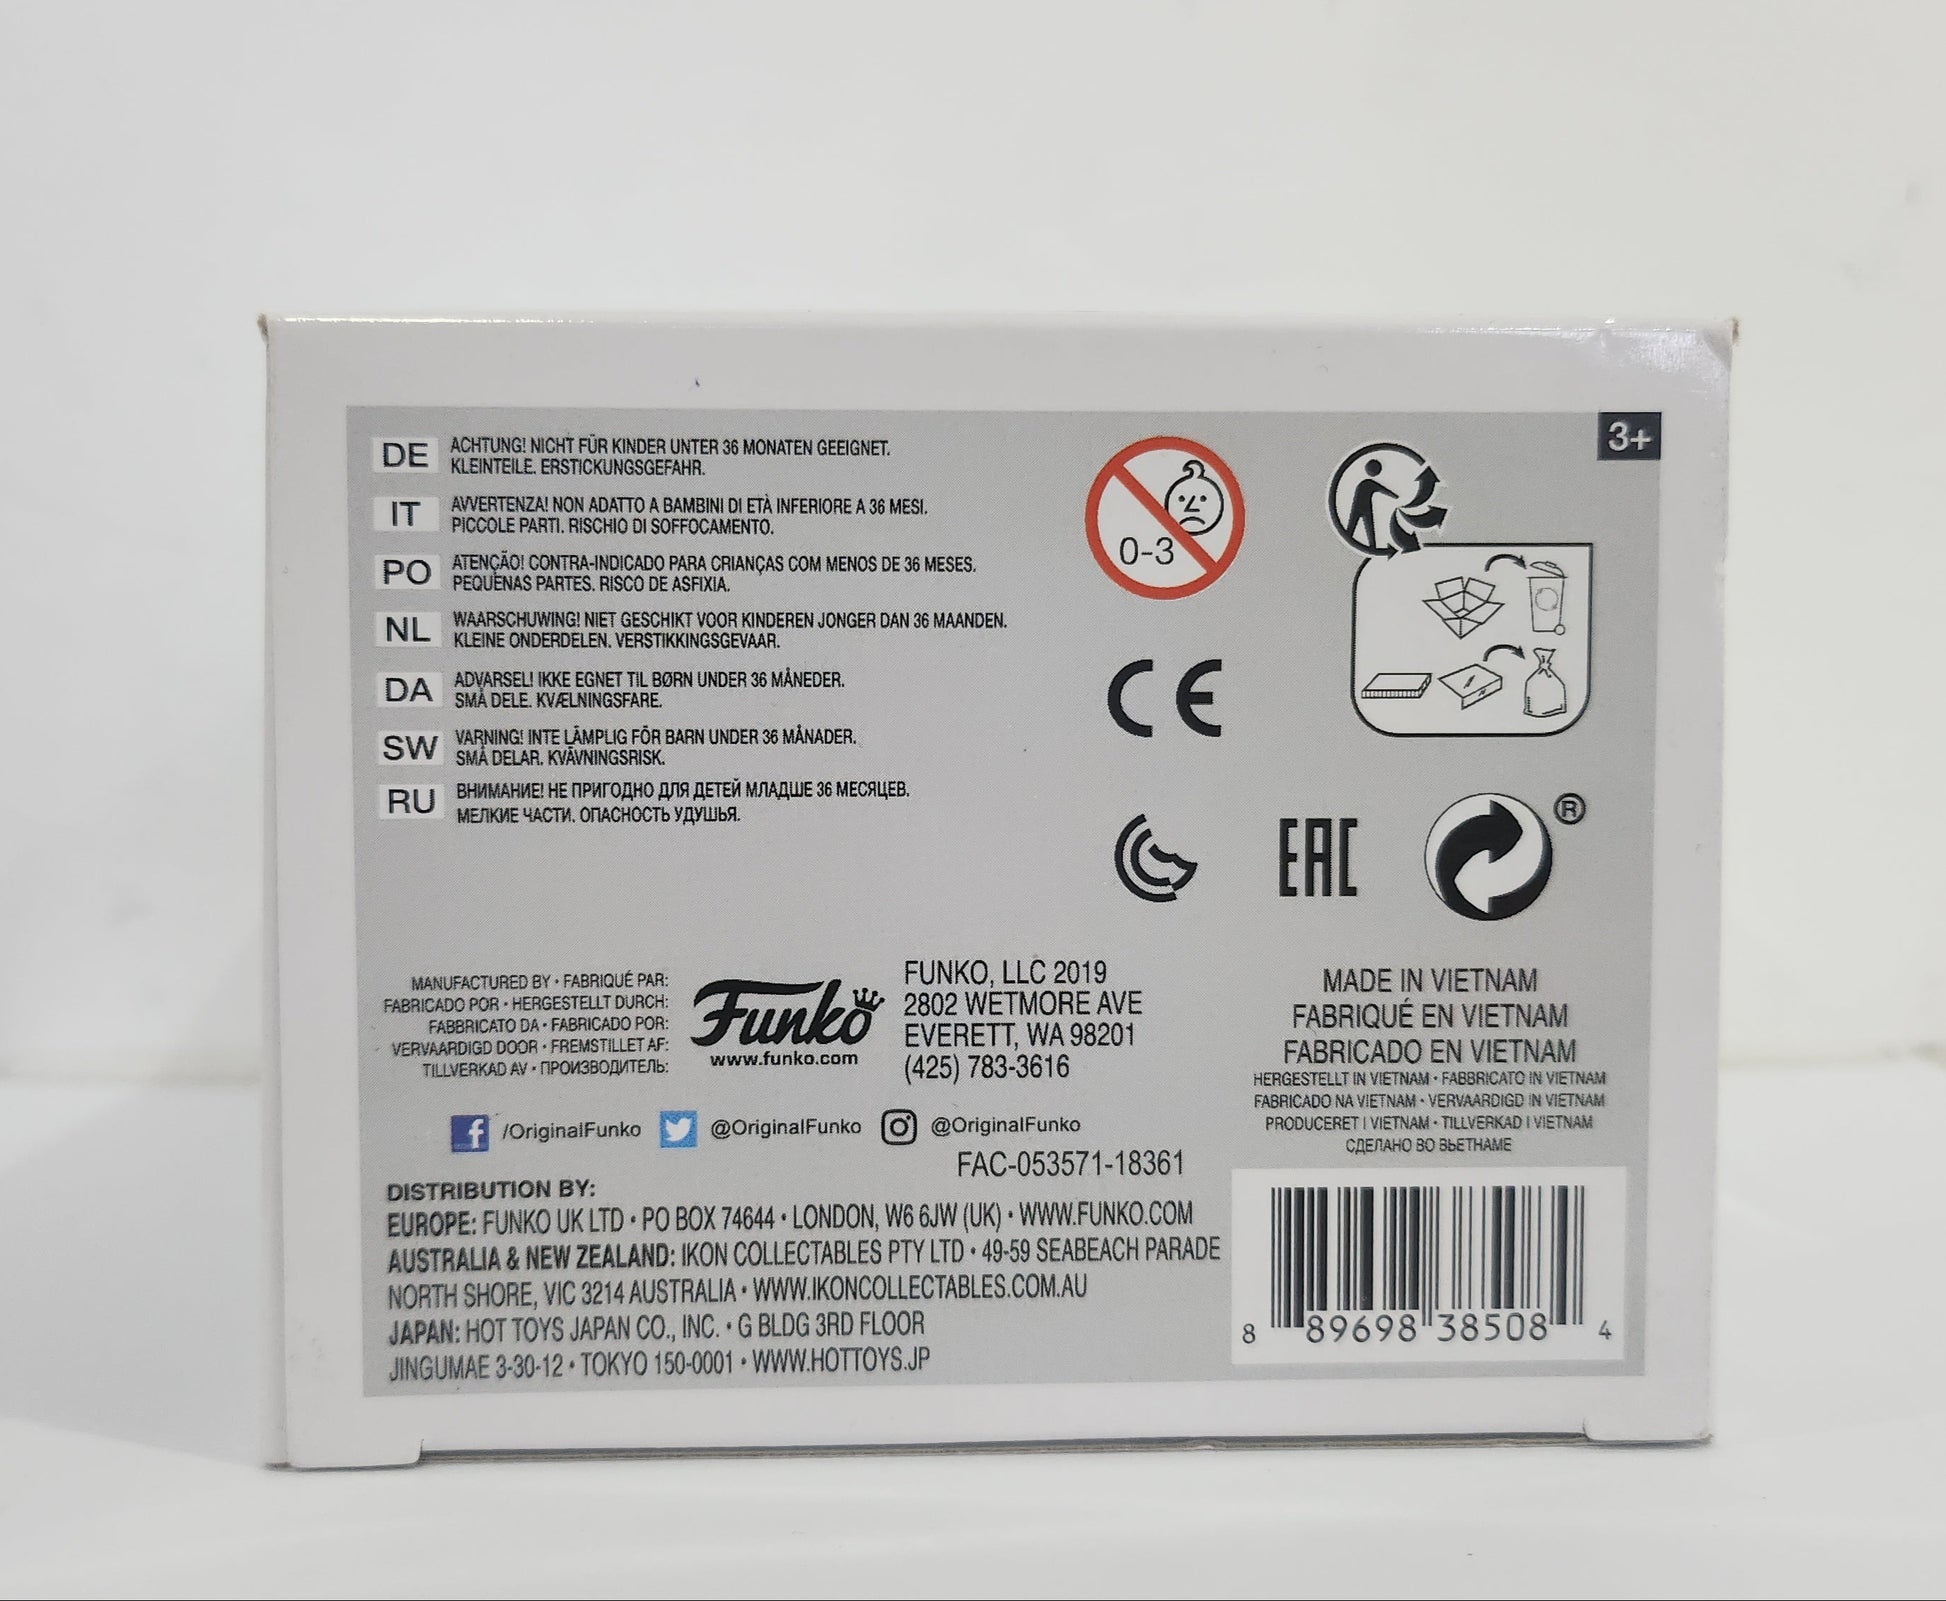 3+
DE
ACHTUNG! NICHT FÜR KINDER UNTER 36 MONATEN GEEIGNET.
KLEINTEILE. ERSTICKUNGSGEFAHR.
IT
AVVERTENZA! NON ADATTO A BAMBINI DI ETÀ INFERIORE A 36 MESI.
PICCOLE PARTI. RISCHIO DI SOFFOCAMENTO.
PO
ATENÇÃO! CONTRA-INDICADO PARA CRIANÇAS COM MENOS DE 36 MESES.
PEQUENAS PARTES. RISCO DE ASFIXIA.
NL
WAARSCHUWING! NIET GESCHIKT VOOR KINDEREN JONGER DAN 36 MAANDEN.
KLEINE ONDERDELEN. VERSTIKKINGSGEVAAR.
DA
ADVARSEL! IKKE EGNET TIL BØRN UNDER 36 MÅNEDER.
SMÅ DELE. KVÆLNINGSFARE.
SW
VARNING! INTE LÄMPLIG FÖR BARN UNDER 36 MÅNADER.
SMÅ DELAR. KVÄVNINGSRISK.
RU
ВНИМАНИЕ! НЕ ПРИГОДНО ДЛЯ ДЕТЕЙ МЛАДШЕ 36 МЕСЯЦЕВ.
МЕЛКИЕ ЧАСТИ. ОПАСНОСТЬ УДУШЬЯ.
0-3
CE
EAC
®
MANUFACTURED BY • FABRIQUÉ PAR:
FABRICADO POR • HERGESTELLT DURCH:
FABBRICATO DA • FABRICADO POR:
VERVAARDIGD DOOR • FREMSTILLET AF:
TILLVERKAD AV • ПРОИЗВОДИТЕЛЬ:
Funko
www.funko.com
FUNKO, LLC 2019
2802 WETMORE AVE
EVERETT, WA 98201
(425) 783-3616
MADE IN VIETNAM
FABRIQUÉ EN VIETNAM
FABRICADO EN VIETNAM
HERGESTELLT IN VIETNAM • FABBRICATO IN VIETNAM
FABRICADO NA VIETNAM • VERVAARDIGD IN VIETNAM
PRODUCERET I VIETNAM • TILLVERKAD I VIETNAM
СДЕЛАНО ВО ВЬЕТНАМЕ
/OriginalFunko @OriginalFunko @OriginalFunko
FAC-053571-18361
DISTRIBUTION BY:
EUROPE: FUNKO UK LTD • PO BOX 74644 • LONDON, W6 6JW (UK) • WWW.FUNKO.COM
AUSTRALIA & NEW ZEALAND: IKON COLLECTABLES PTY LTD • 49-59 SEABEACH PARADE
NORTH SHORE, VIC 3214 AUSTRALIA • WWW.IKONCOLLECTABLES.COM.AU
JAPAN: HOT TOYS JAPAN CO., INC. • G BLDG 3RD FLOOR
JINGUMAE 3-30-12 • TOKYO 150-0001 • WWW.HOTTOYS.JP
8 89698 38508 4